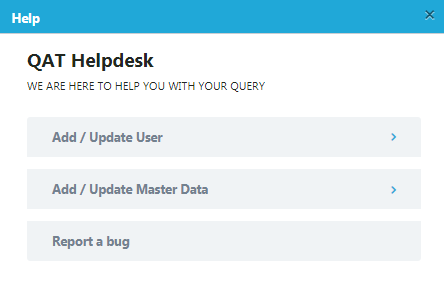 Help
QAT Helpdesk
WE ARE HERE TO HELP YOU WITH YOUR QUERY
Add / Update User
Add / Update Master Data
Report a bug